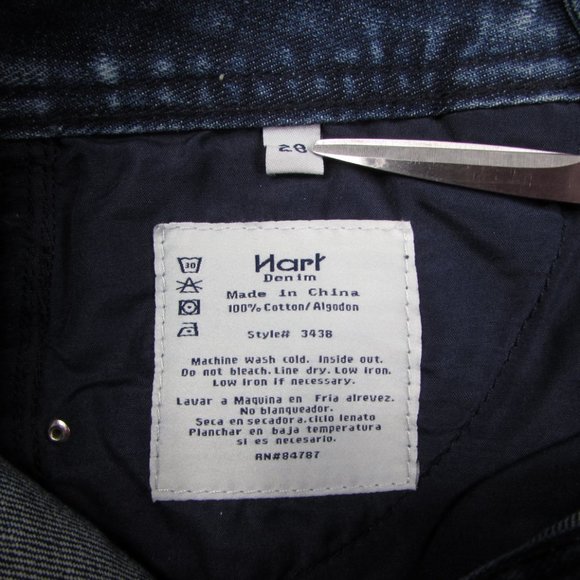 28
30
Hart
Denim
Made in China
100% Cotton/Algodon
Style# 3438
Machine wash cold. Inside out.
Do not bleach. Line dry. Low iron.
Low iron if necessary.
Lavar a Maquina en Fria alrevez.
No blanqueador.
Seca en secadora,ciclo lenato
Planchar en baja temperatura
si es necesario.
RN#84787